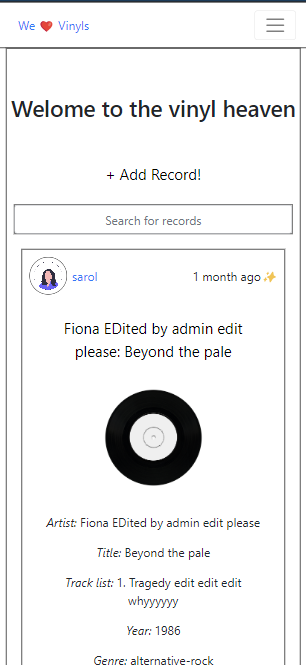 We ❤️ Vinyls
Welome to the vinyl heaven
+ Add Record!
Search for records
sarol
1 month ago ✨
Fiona EDited by admin edit
please: Beyond the pale
Artist: Fiona EDited by admin edit please
Title: Beyond the pale
Track list: 1. Tragedy edit edit edit
whyyyyyy
Year: 1986
Genre: alternative-rock